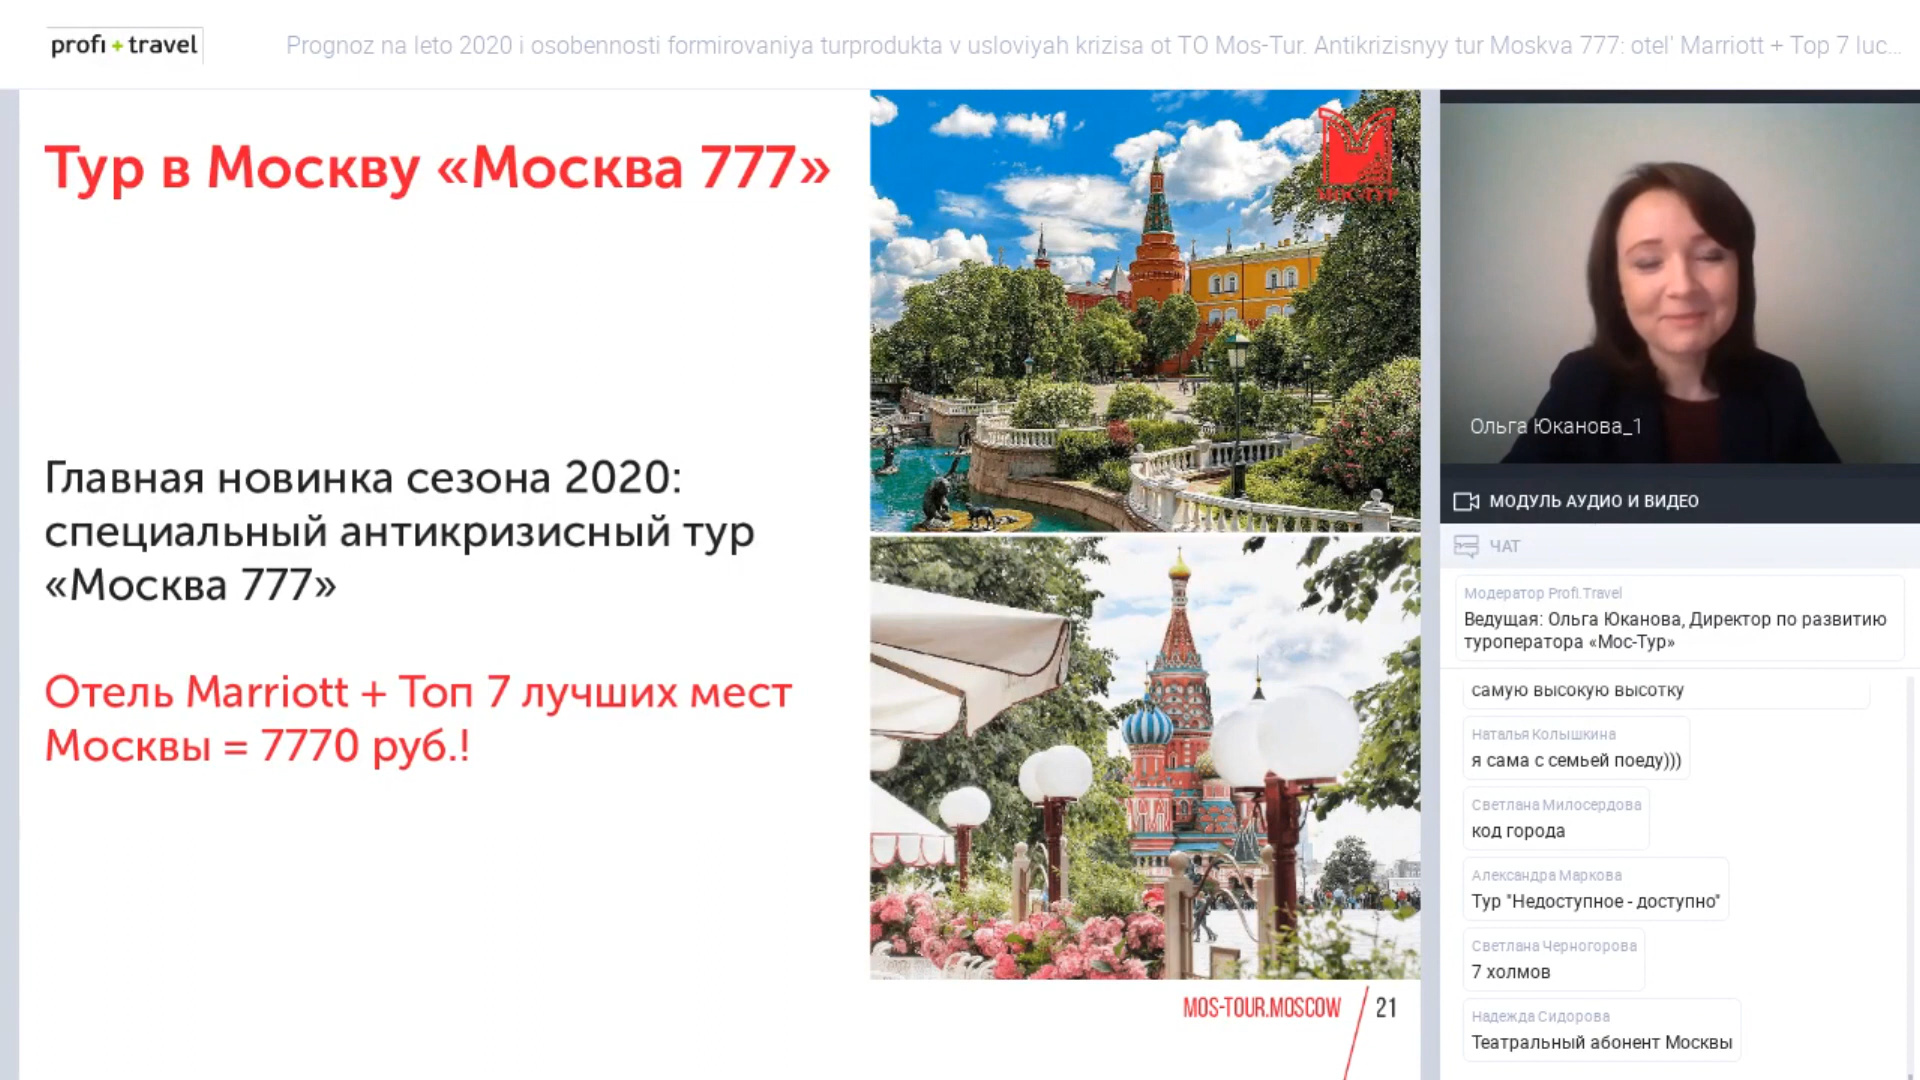 profi + travel
Prognoz na leto 2020 i osobennosti formirovaniya turprodukta v usloviyah krizisa ot TO Mos-Tur. Antikrizisnyy tur Moskva 777: otel' Marriott + Top 7 luc...
Тур в Москву «Москва 777»
МОС-ТУР
Главная новинка сезона 2020:
специальный антикризисный тур
«Москва 777»
Отель Marriott + Топ 7 лучших мест
Москвы = 7770 руб.!
MOS-TOUR.MOSCOW
21
Ольга Юканова_1
МОДУЛЬ АУДИО И ВИДЕО
ЧАТ
Модератор Profi.Travel
Ведущая: Ольга Юканова, Директор по развитию
туроператора «Мос-Тур»
самую высокую высотку
Наталья Колышкина
я сама с семьей поеду)))
Светлана Милосердова
код города
Александра Маркова
Тур "Недоступное - доступно"
Светлана Черногорова
7 холмов
Надежда Сидорова
Театральный абонент Москвы